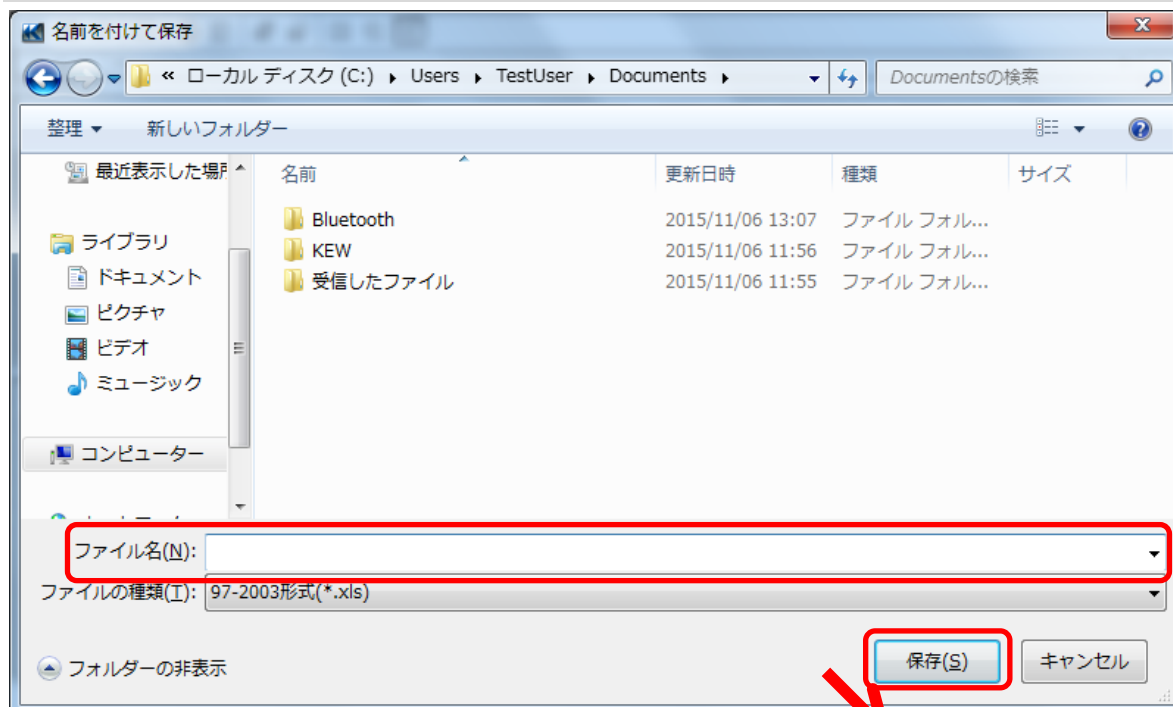 名前を付けて保存
« ローカル ディスク (C:) ▸ Users ▸ TestUser ▸ Documents ▸ Documentsの検索
整理 ▼ 新しいフォルダー
最近表示した場所
ライブラリ
ドキュメント
ピクチャ
ビデオ
ミュージック
コンピューター
名前 更新日時 種類 サイズ
Bluetooth 2015/11/06 13:07 ファイル フォル...
KEW 2015/11/06 11:56 ファイル フォル...
受信したファイル 2015/11/06 11:55 ファイル フォル...
ファイル名(N):
ファイルの種類(T): 97-2003形式(*.xls)
フォルダーの非表示 保存(S) キャンセル